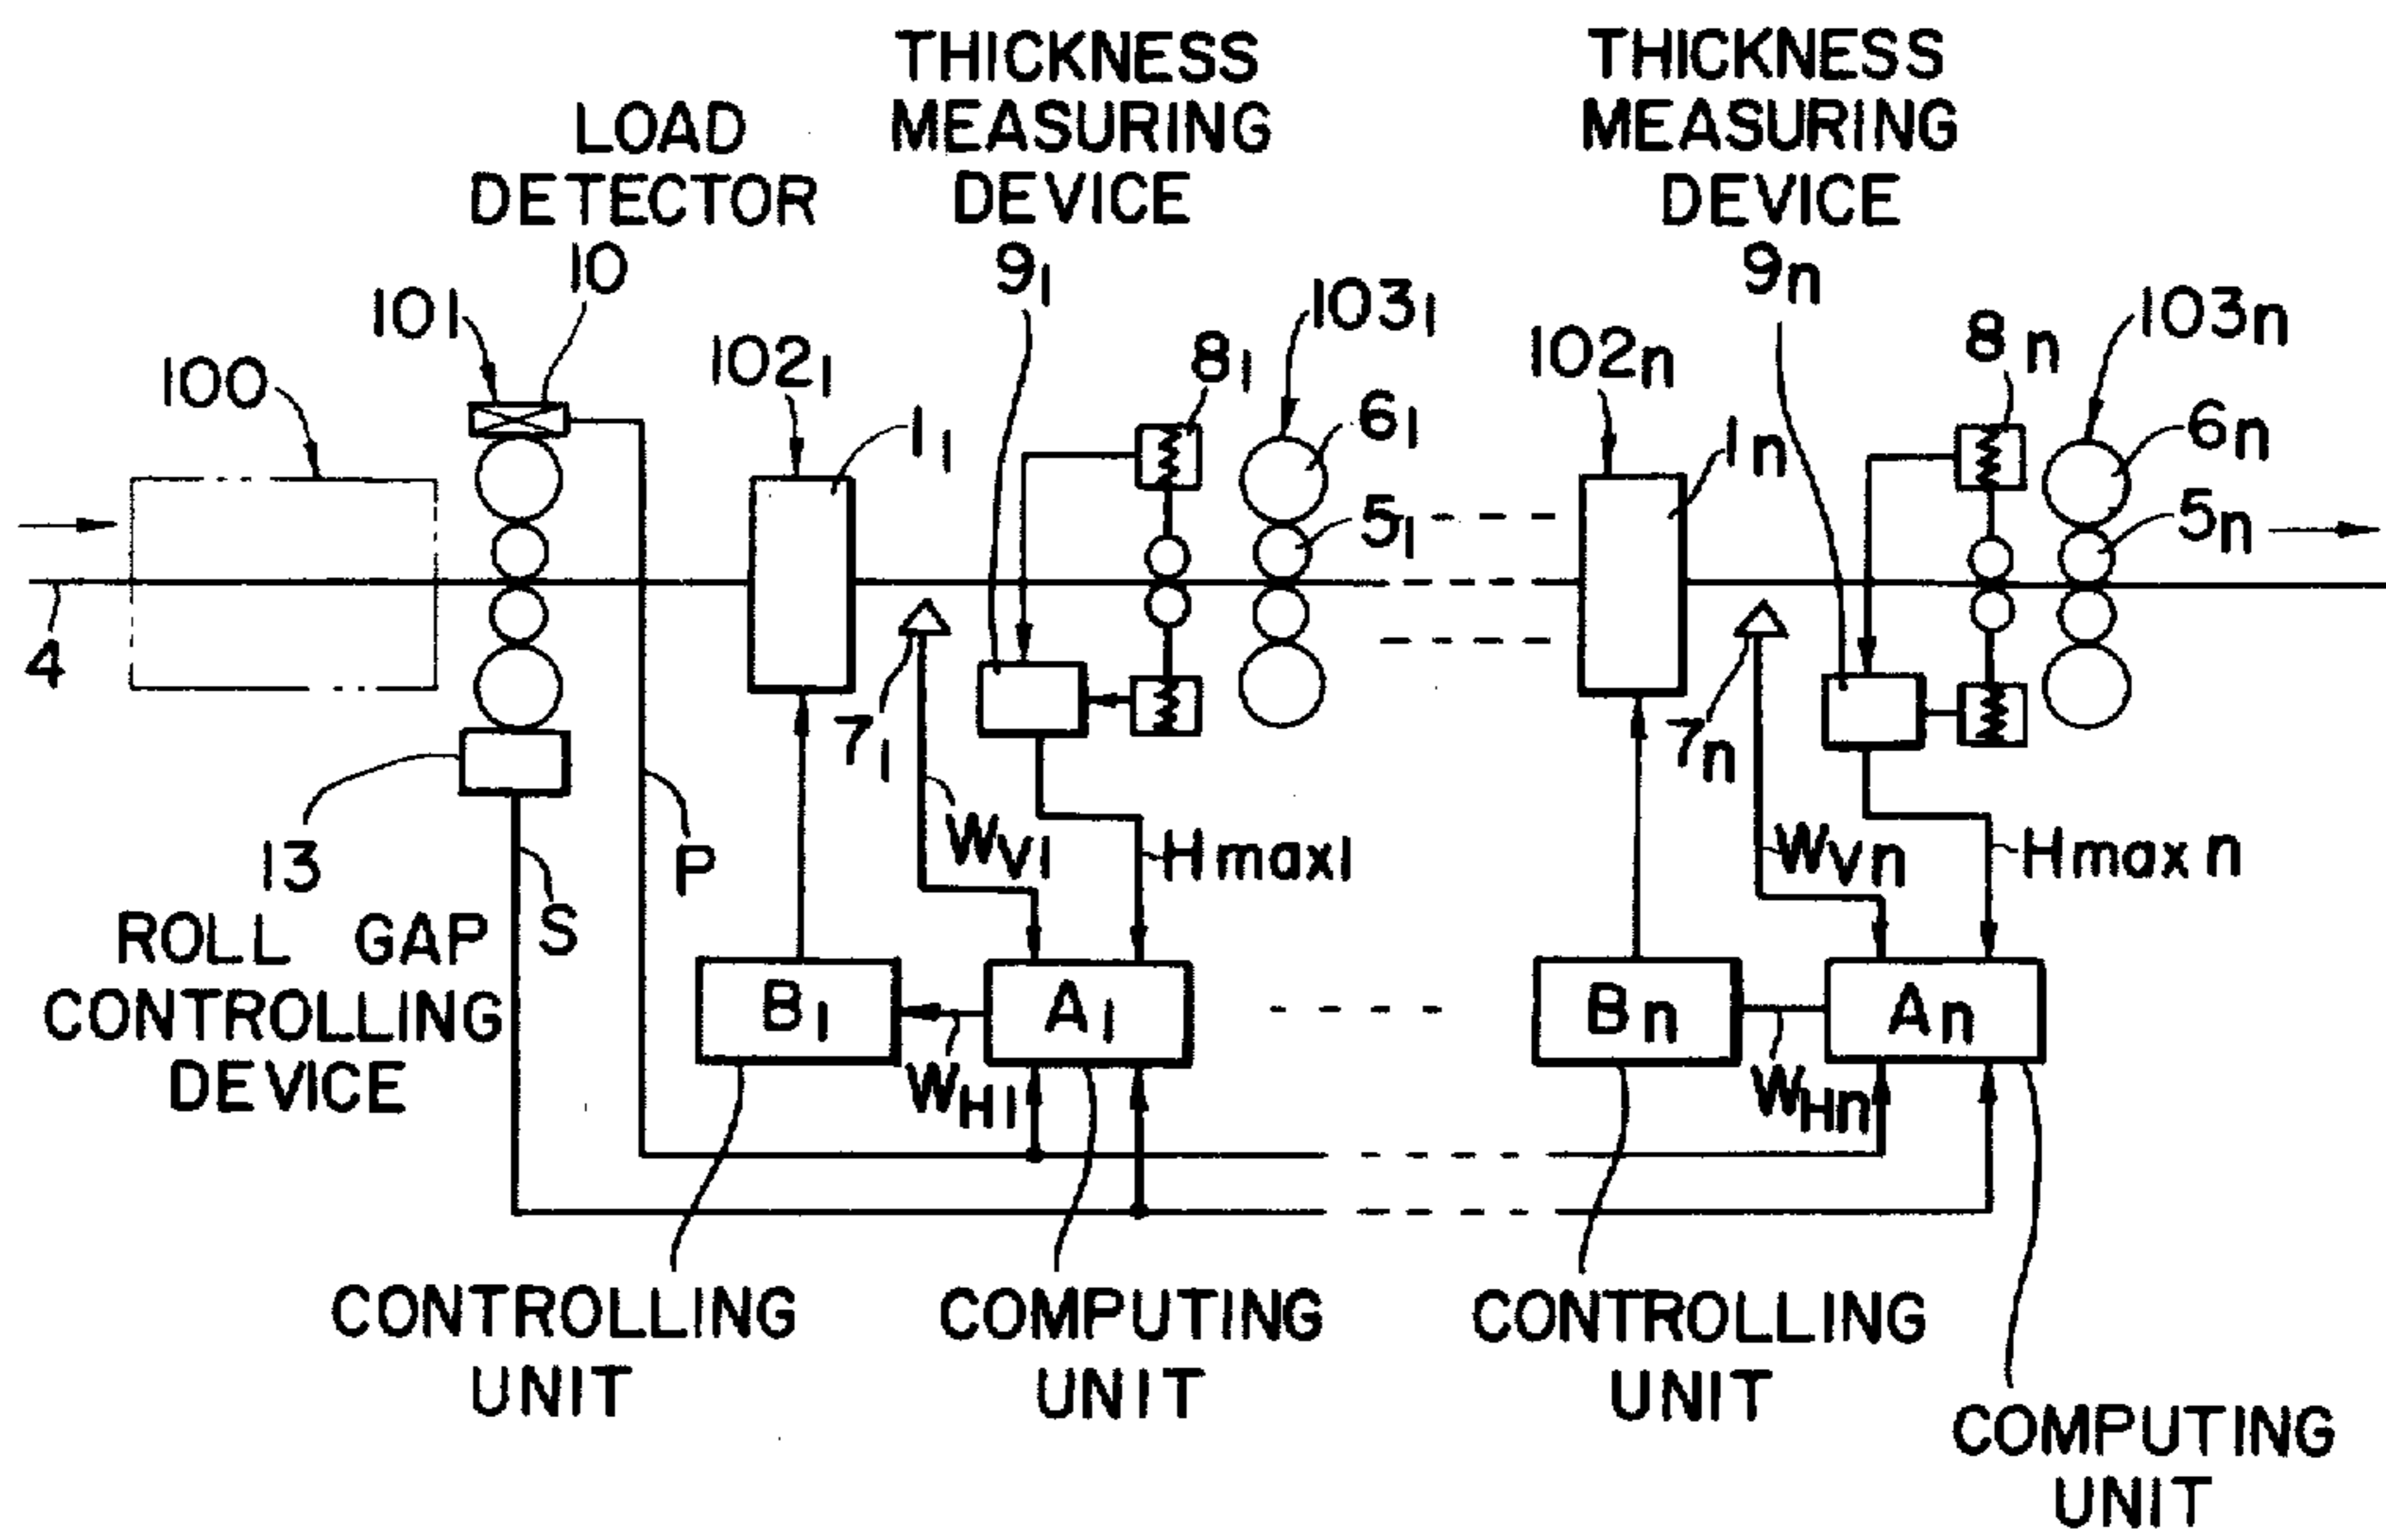 THICKNESS
MEASURING
DEVICE
9₁
THICKNESS
MEASURING
DEVICE
9n
LOAD
DETECTOR
10
101
100
102₁
1₁
8₁
103₁
6₁
5₁
102n
1n
8n
103n
6n
5n
4
7₁
7n
13
S
P
Wv1
Hmax1
Wvn
Hmaxn
ROLL GAP
CONTROLLING
DEVICE
B₁
A₁
Bn
An
WH1
WHn
CONTROLLING
UNIT
COMPUTING
UNIT
CONTROLLING
UNIT
COMPUTING
UNIT